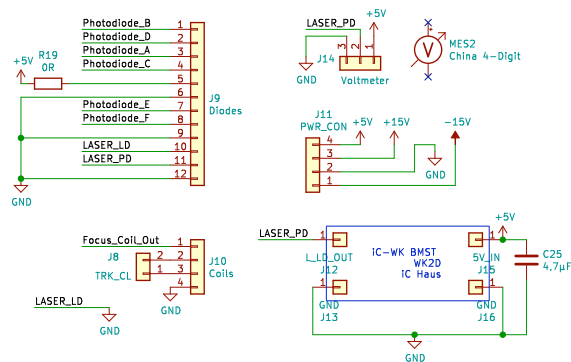 Photodiode_B 1
Photodiode_D 2
Photodiode_A 3
Photodiode_C 4
R19
0R
+5V
5
6
Photodiode_E 7
Photodiode_F 8
9
LASER_LD 10
LASER_PD 11
12
GND
J9
Diodes
LASER_PD
+5V
3
2
1
J14
GND
Voltmeter
+
V
MES2
China 4-Digit
J11
PWR_CON
4
3
2
1
+5V
+15V
-15V
GND
Focus_Coil_Out 1
J8
2 2
1 3
TRK_CL
4
GND
J10
Coils
LASER_LD
GND
LASER_PD 1
L_LD_OUT
J12
iC-WK BMST
WK2D
iC Haus
+5V
1
5V_IN
J15
C25
4,7µF
1
GND
J13
1
GND
J16
GND